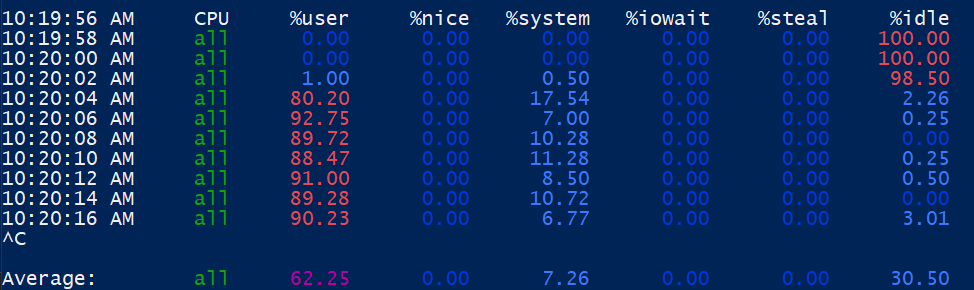 10:19:56 AM     CPU     %user     %nice   %system   %iowait    %steal     %idle
10:19:58 AM     all      0.00      0.00      0.00      0.00      0.00    100.00
10:20:00 AM     all      0.00      0.00      0.00      0.00      0.00    100.00
10:20:02 AM     all      1.00      0.00      0.50      0.00      0.00     98.50
10:20:04 AM     all     80.20      0.00     17.54      0.00      0.00      2.26
10:20:06 AM     all     92.75      0.00      7.00      0.00      0.00      0.25
10:20:08 AM     all     89.72      0.00     10.28      0.00      0.00      0.00
10:20:10 AM     all     88.47      0.00     11.28      0.00      0.00      0.25
10:20:12 AM     all     91.00      0.00      8.50      0.00      0.00      0.50
10:20:14 AM     all     89.28      0.00     10.72      0.00      0.00      0.00
10:20:16 AM     all     90.23      0.00      6.77      0.00      0.00      3.01
^C
Average:        all     62.25      0.00      7.26      0.00      0.00     30.50